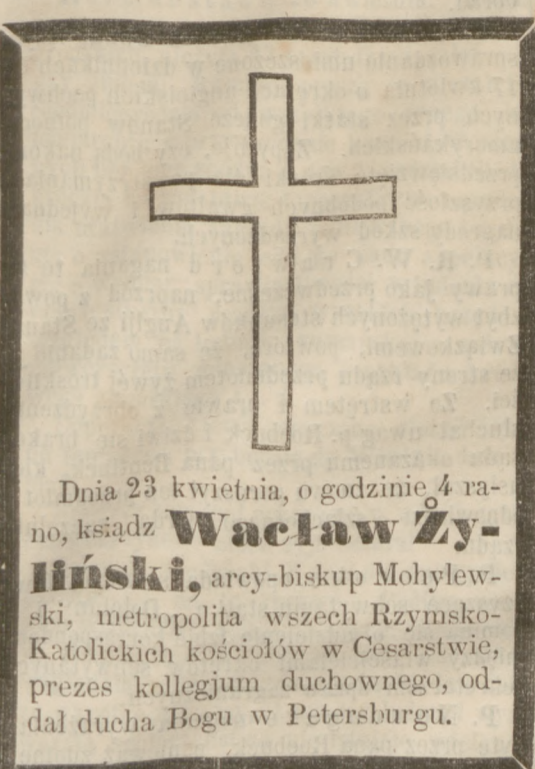 Dnia 23 kwietnia, o godzinie 4 ra-
no, ksiądz Wacław Ży-
liński, arcy-biskup Mohylew-
ski, metropolita wszech Rzymsko-
Katolickich kościołów w Cesarstwie,
prezes kollegjum duchownego, od-
dał ducha Bogu w Petersburgu.